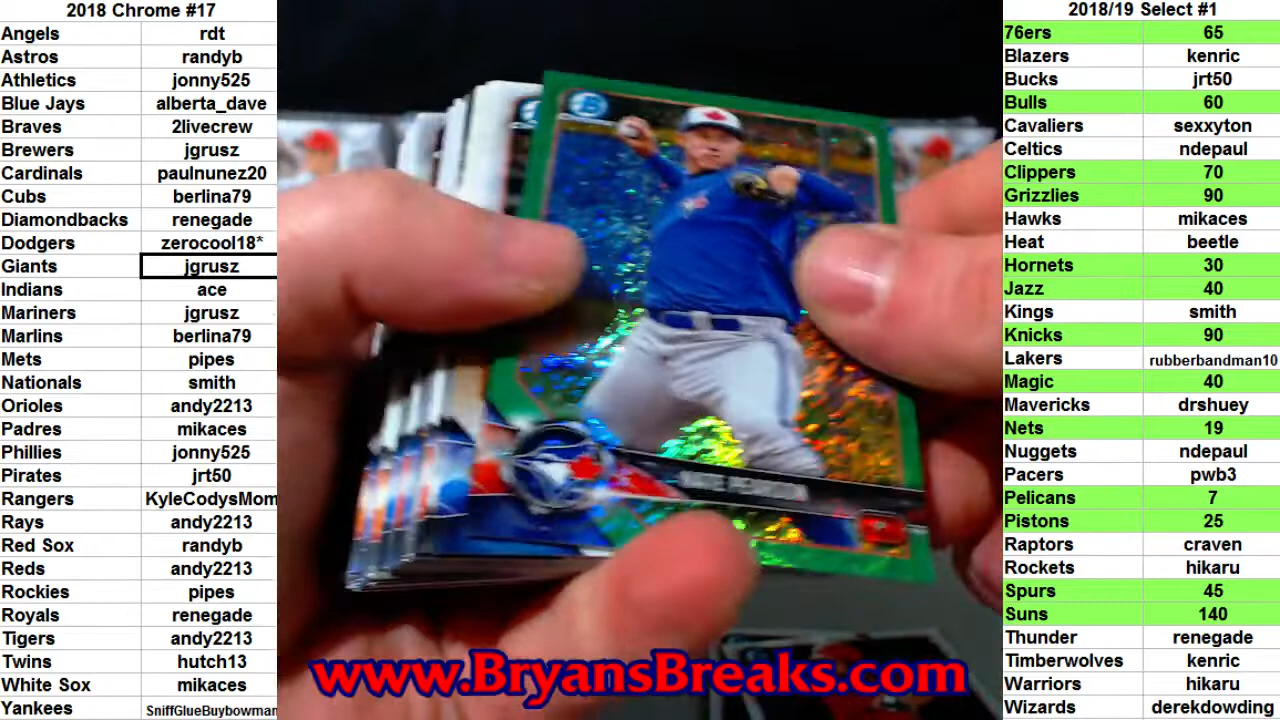 2018 Chrome #17
Angels rdt
Astros randyb
Athletics jonny525
Blue Jays alberta_dave
Braves 2livecrew
Brewers jgrusz
Cardinals paulnunez20
Cubs berlina79
Diamondbacks renegade
Dodgers zerocool18*
Giants jgrusz
Indians ace
Mariners jgrusz
Marlins berlina79
Mets pipes
Nationals smith
Orioles andy2213
Padres mikaces
Phillies jonny525
Pirates jrt50
Rangers KyleCodysMom
Rays andy2213
Red Sox randyb
Reds andy2213
Rockies pipes
Royals renegade
Tigers andy2213
Twins hutch13
White Sox mikaces
Yankees SniffGlueBuybowman
B
www.BryansBreaks.com
2018/19 Select #1
76ers 65
Blazers kenric
Bucks jrt50
Bulls 60
Cavaliers sexxyton
Celtics ndepaul
Clippers 70
Grizzlies 90
Hawks mikaces
Heat beetle
Hornets 30
Jazz 40
Kings smith
Knicks 90
Lakers rubberbandman10
Magic 40
Mavericks drshuey
Nets 19
Nuggets ndepaul
Pacers pwb3
Pelicans 7
Pistons 25
Raptors craven
Rockets hikaru
Spurs 45
Suns 140
Thunder renegade
Timberwolves kenric
Warriors hikaru
Wizards derekdowding